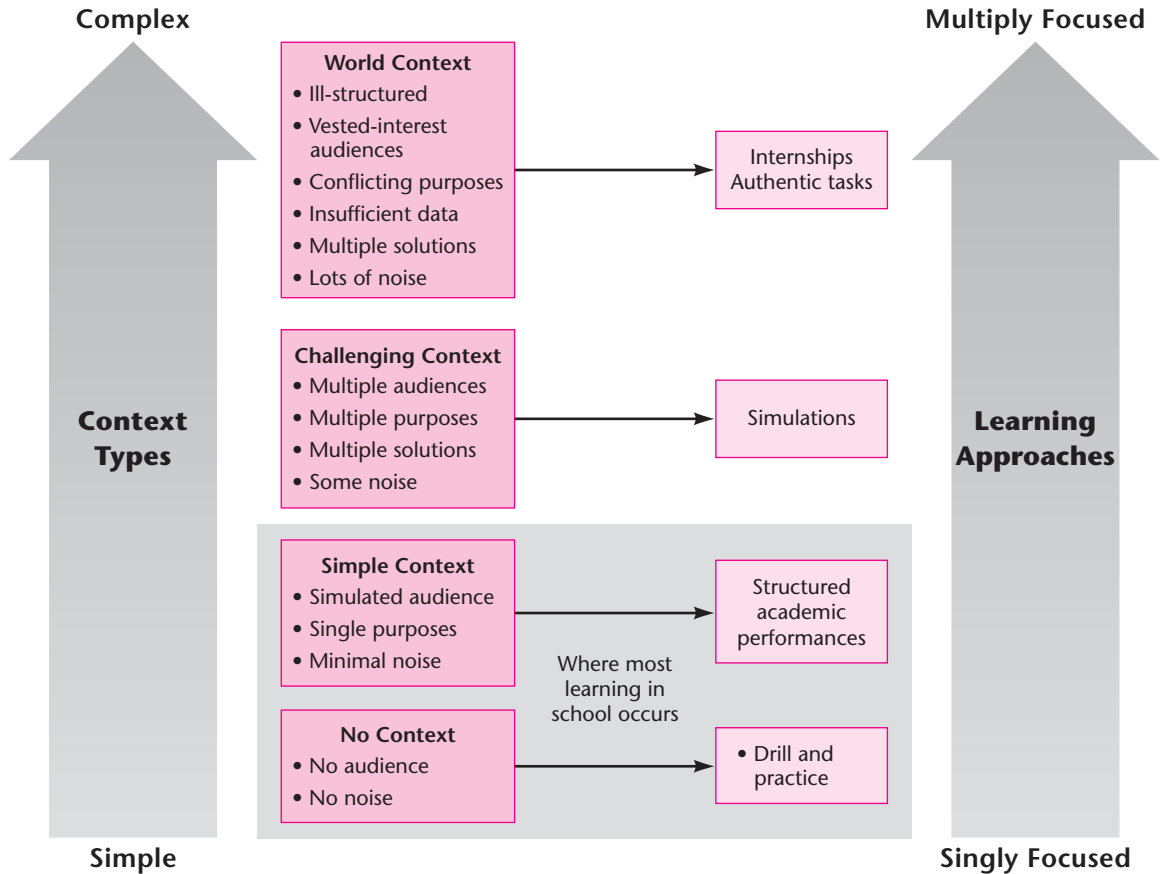 Complex
Multiply Focused
World Context
• Ill-structured
• Vested-interest
audiences
• Conflicting purposes
• Insufficient data
• Multiple solutions
• Lots of noise
Internships
Authentic tasks
Challenging Context
• Multiple audiences
• Multiple purposes
• Multiple solutions
• Some noise
Simulations
Context
Types
Learning
Approaches
Simple Context
• Simulated audience
• Single purposes
• Minimal noise
Structured
academic
performances
Where most
learning in
school occurs
No Context
• No audience
• No noise
• Drill and
practice
Simple
Singly Focused